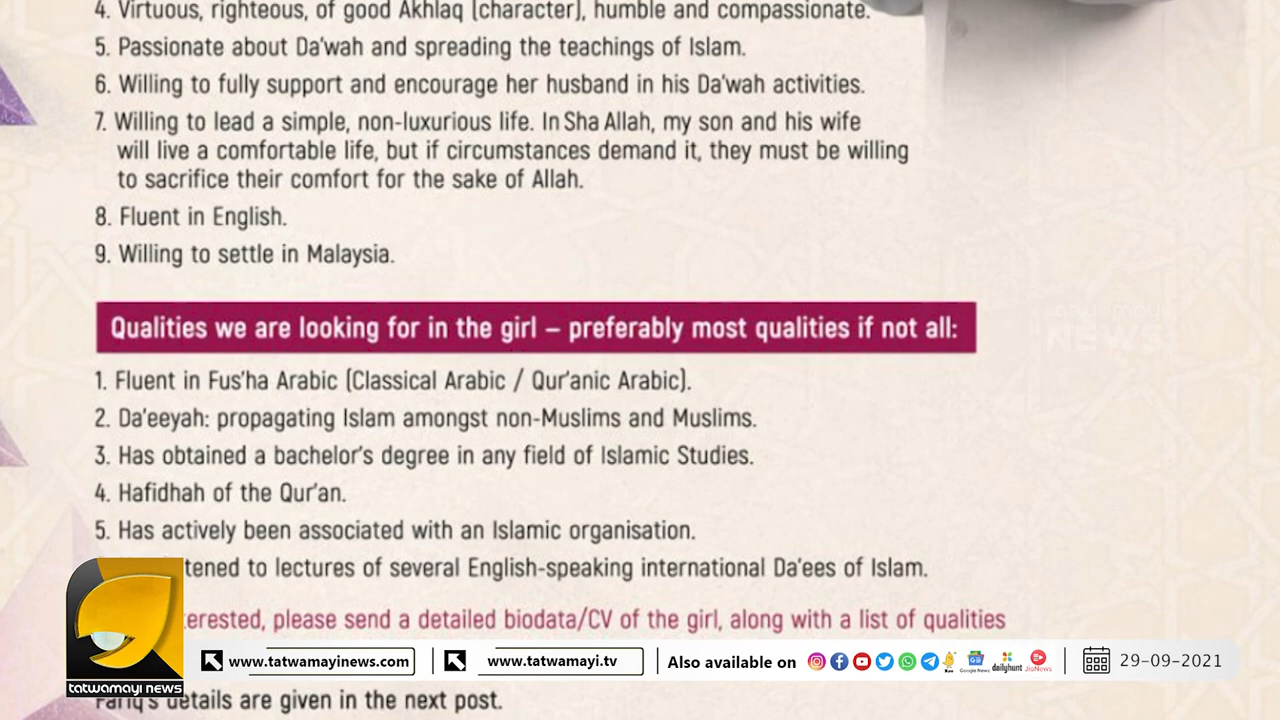 4. Virtuous, righteous, of good Akhlaq (character), humble and compassionate.
5. Passionate about Da'wah and spreading the teachings of Islam.
6. Willing to fully support and encourage her husband in his Da'wah activities.
7. Willing to lead a simple, non-luxurious life. In Sha Allah, my son and his wife
will live a comfortable life, but if circumstances demand it, they must be willing
to sacrifice their comfort for the sake of Allah.
8. Fluent in English.
9. Willing to settle in Malaysia.
tatwamayi
NEWS
Qualities we are looking for in the girl – preferably most qualities if not all:
1. Fluent in Fus'ha Arabic (Classical Arabic / Qur'anic Arabic).
2. Da'eeyah: propagating Islam amongst non-Muslims and Muslims.
3. Has obtained a bachelor's degree in any field of Islamic Studies.
4. Hafidhah of the Qur'an.
5. Has actively been associated with an Islamic organisation.
tened to lectures of several English-speaking international Da'ees of Islam.
terested, please send a detailed biodata/CV of the girl, along with a list of qualities
www.tatwamayinews.com
www.tatwamayi.tv
Also available on
Koo
Google News
dailyhunt
JioNews
29-09-2021
tatwamayi news
Fariq's details are given in the next post.